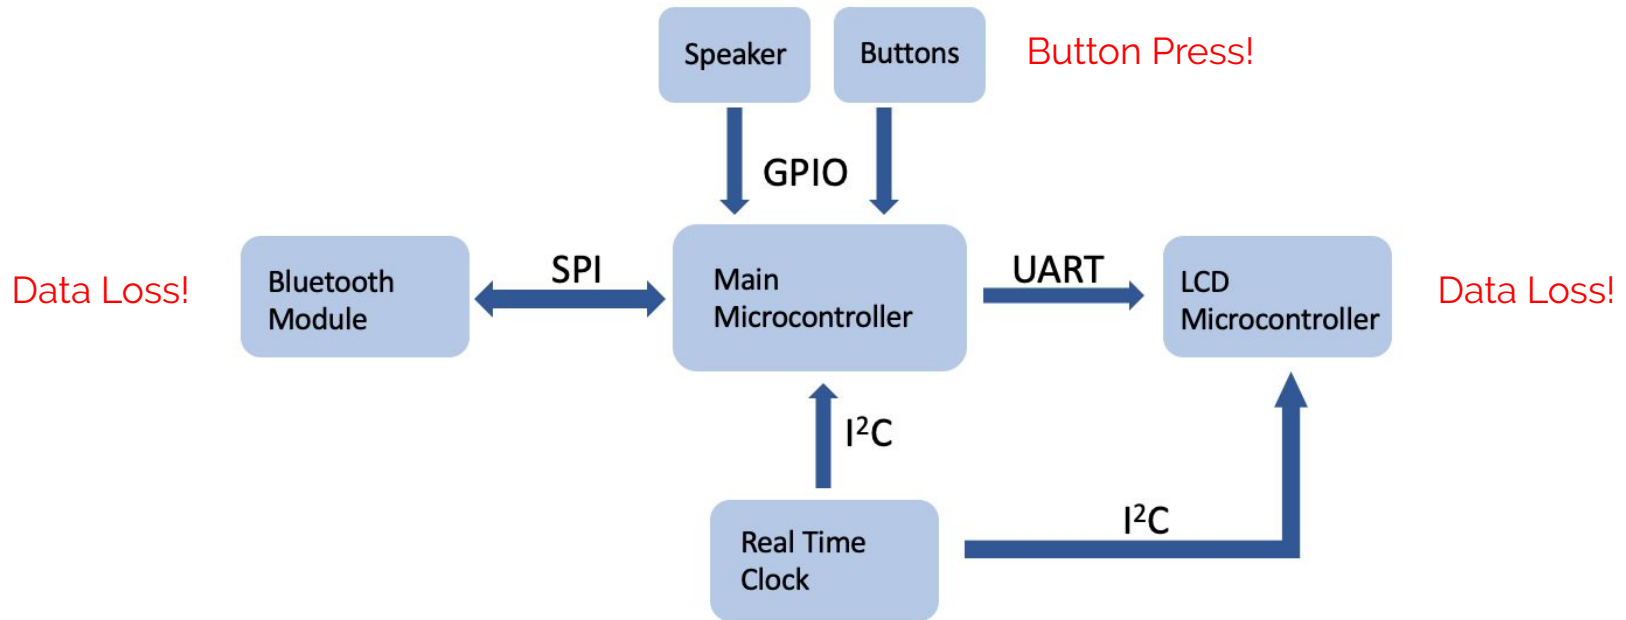 Speaker
Buttons
Button Press!
GPIO
Data Loss!
Bluetooth
Module
SPI
Main
Microcontroller
UART
LCD
Microcontroller
Data Loss!
I²C
Real Time
Clock
I²C